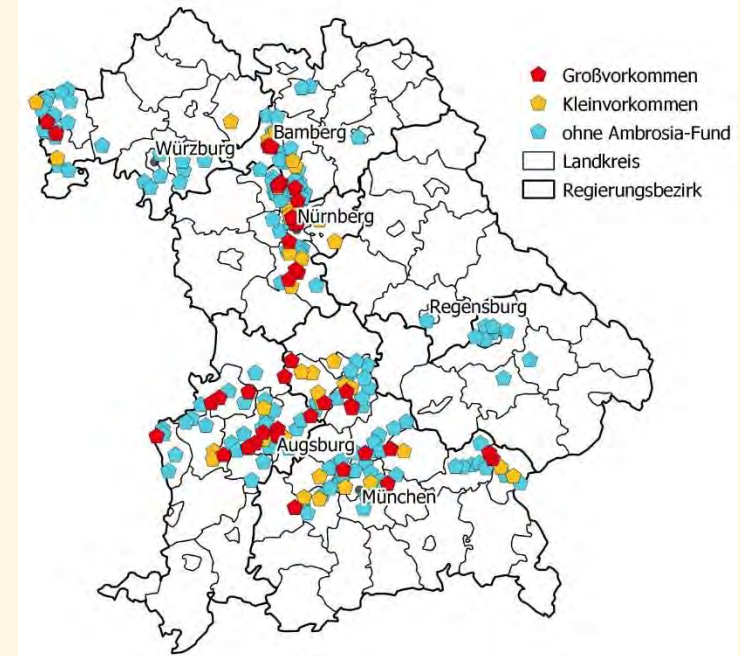 Großvorkommen
Kleinvorkommen
ohne Ambrosia-Fund
Landkreis
Regierungsbezirk
Bamberg
Würzburg
Nürnberg
Regensburg
Augsburg
München